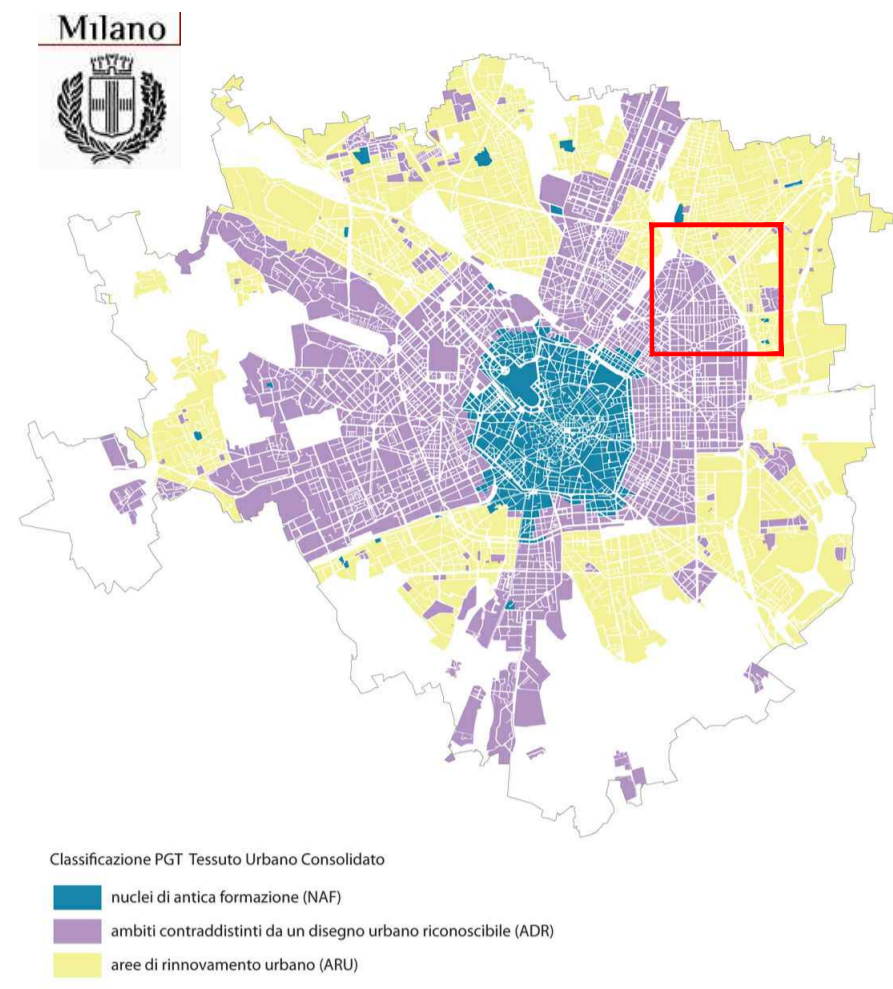 Milano
Classificazione PGT Tessuto Urbano Consolidato
nuclei di antica formazione (NAF)
ambiti contraddistinti da un disegno urbano riconoscibile (ADR)
aree di rinnovamento urbano (ARU)